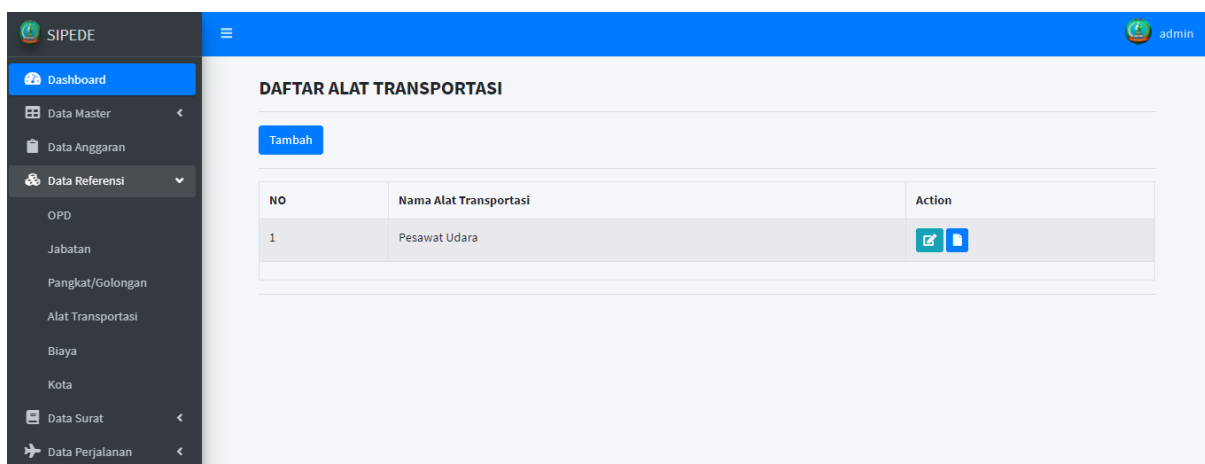 SIPEDE
admin
Dashboard
Data Master
Data Anggaran
Data Referensi
OPD
Jabatan
Pangkat/Golongan
Alat Transportasi
Biaya
Kota
Data Surat
Data Perjalanan
DAFTAR ALAT TRANSPORTASI
Tambah
NO Nama Alat Transportasi Action
1 Pesawat Udara